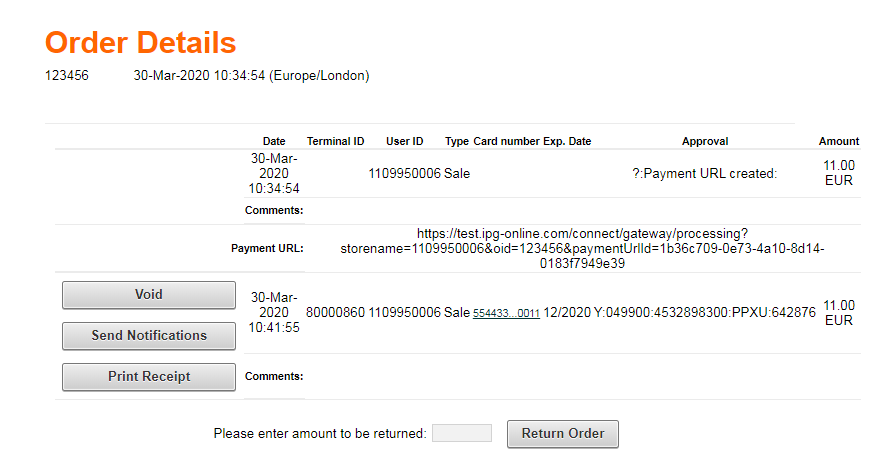 Order Details
123456 30-Mar-2020 10:34:54 (Europe/London)
Date Terminal ID User ID Type Card number Exp. Date Approval Amount
30-Mar-
2020
10:34:54
1109950006 Sale ?:Payment URL created:
11.00
EUR
Comments:
Payment URL:
https://test.ipg-online.com/connect/gateway/processing?
storename=1109950006&oid=123456&paymentUrlId=1b36c709-0e73-4a10-8d14-
0183f7949e39
Void
Send Notifications
Print Receipt
30-Mar-
2020
10:41:55
80000860 1109950006 Sale 554433...0011 12/2020 Y:049900:4532898300:PPXU:642876
11.00
EUR
Comments:
Please enter amount to be returned: Return Order